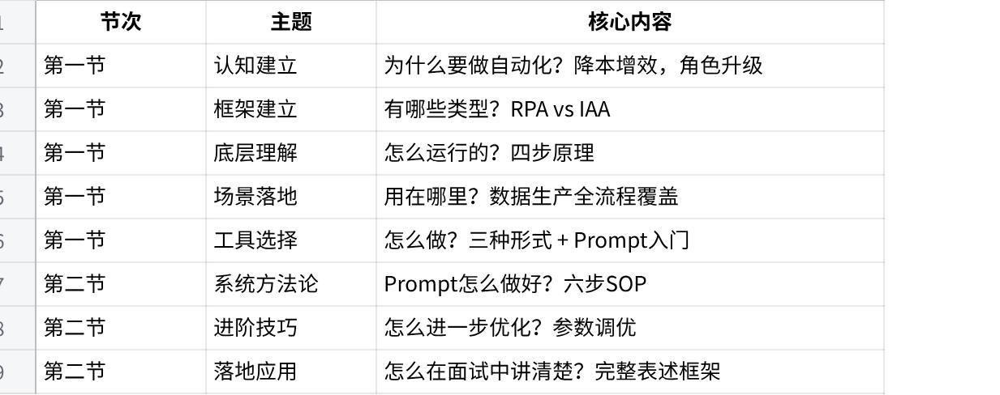 1 节次 主题 核心内容
2 第一节 认知建立 为什么要做自动化？降本增效，角色升级
3 第一节 框架建立 有哪些类型？RPA vs IAA
4 第一节 底层理解 怎么运行的？四步原理
5 第一节 场景落地 用在哪里？数据生产全流程覆盖
6 第一节 工具选择 怎么做？三种形式 + Prompt入门
7 第二节 系统方法论 Prompt怎么做好？六步SOP
8 第二节 进阶技巧 怎么进一步优化？参数调优
9 第二节 落地应用 怎么在面试中讲清楚？完整表述框架